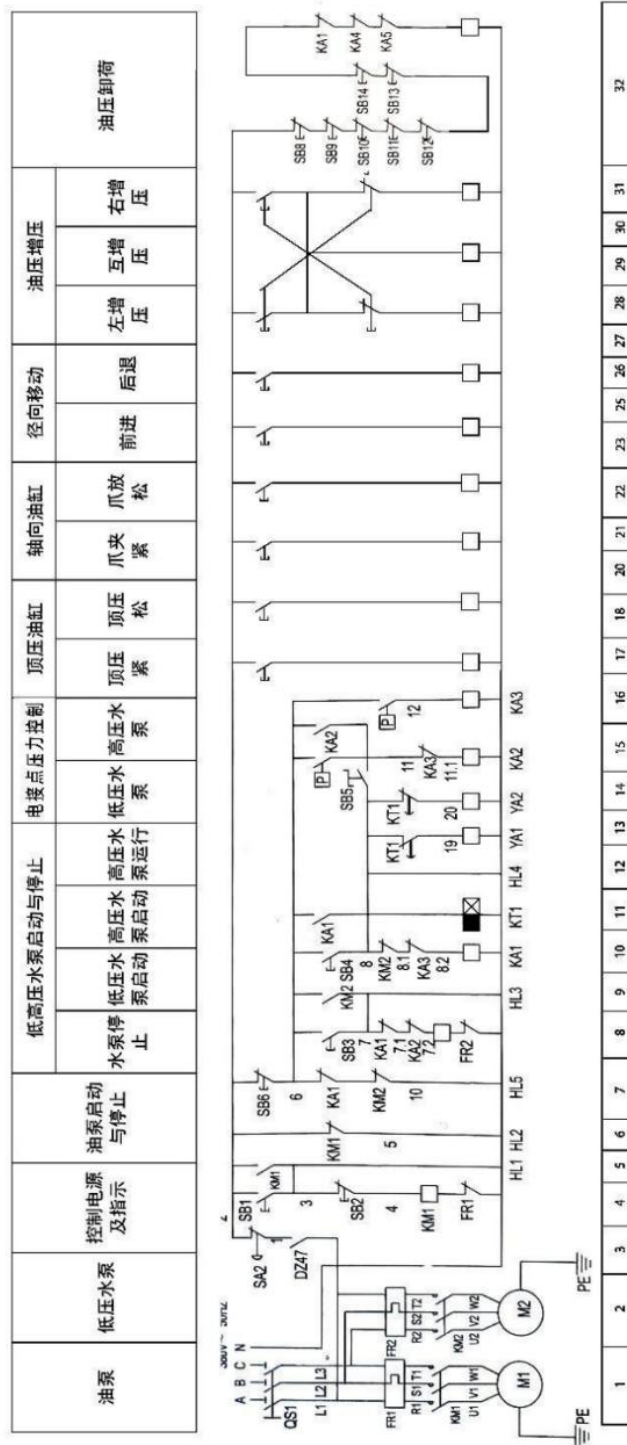 油泵
低压水泵
控制电源
及指示
油泵启动
与停止
低高压水泵启动与停止
水泵停
止
低压水
泵启动
高压水
泵启动
高压水
泵运行
电接点压力控制
低压水
泵
高压水
泵
顶压油缸
顶压
紧
顶压
松
轴向油缸
爪夹
紧
爪放
松
径向移动
前进
后退
油压增压
左增
压
互增
压
右增
压
油压卸荷
A B C N
QS1
L1 L2 L3
FR1
R1 S1 T1
KM1
U1 V1 W1
M1
PE
FR2
R2 S2 T2
KM2
U2 V2 W2
M2
PE
SA2
1
DZ47
SB1
KM1
3
SB2
4
KM1
FR1
HL1
KM1
5
HL2
SB6
6
KA1
KM2
10
HL5
SB3
7
KA1
7.1
KA2
7.2
FR2
KM2
HL3
SB4
8
KM2
8.1
KA3
8.2
KA1
KA1
KT1
HL4
KT1
19
YA1
SB5
KT1
20
YA2
P
KA2
11
KA3
11.1
KA2
P
12
KA3
SB8
SB9
SB10
SB11
SB12
SB14
SB13
KA1
KA4
KA5
1 2 3 4 5 6 7 8 9 10 11 12 13 14 15 16 17 18 20 21 22 23 25 26 27 28 29 30 31 32